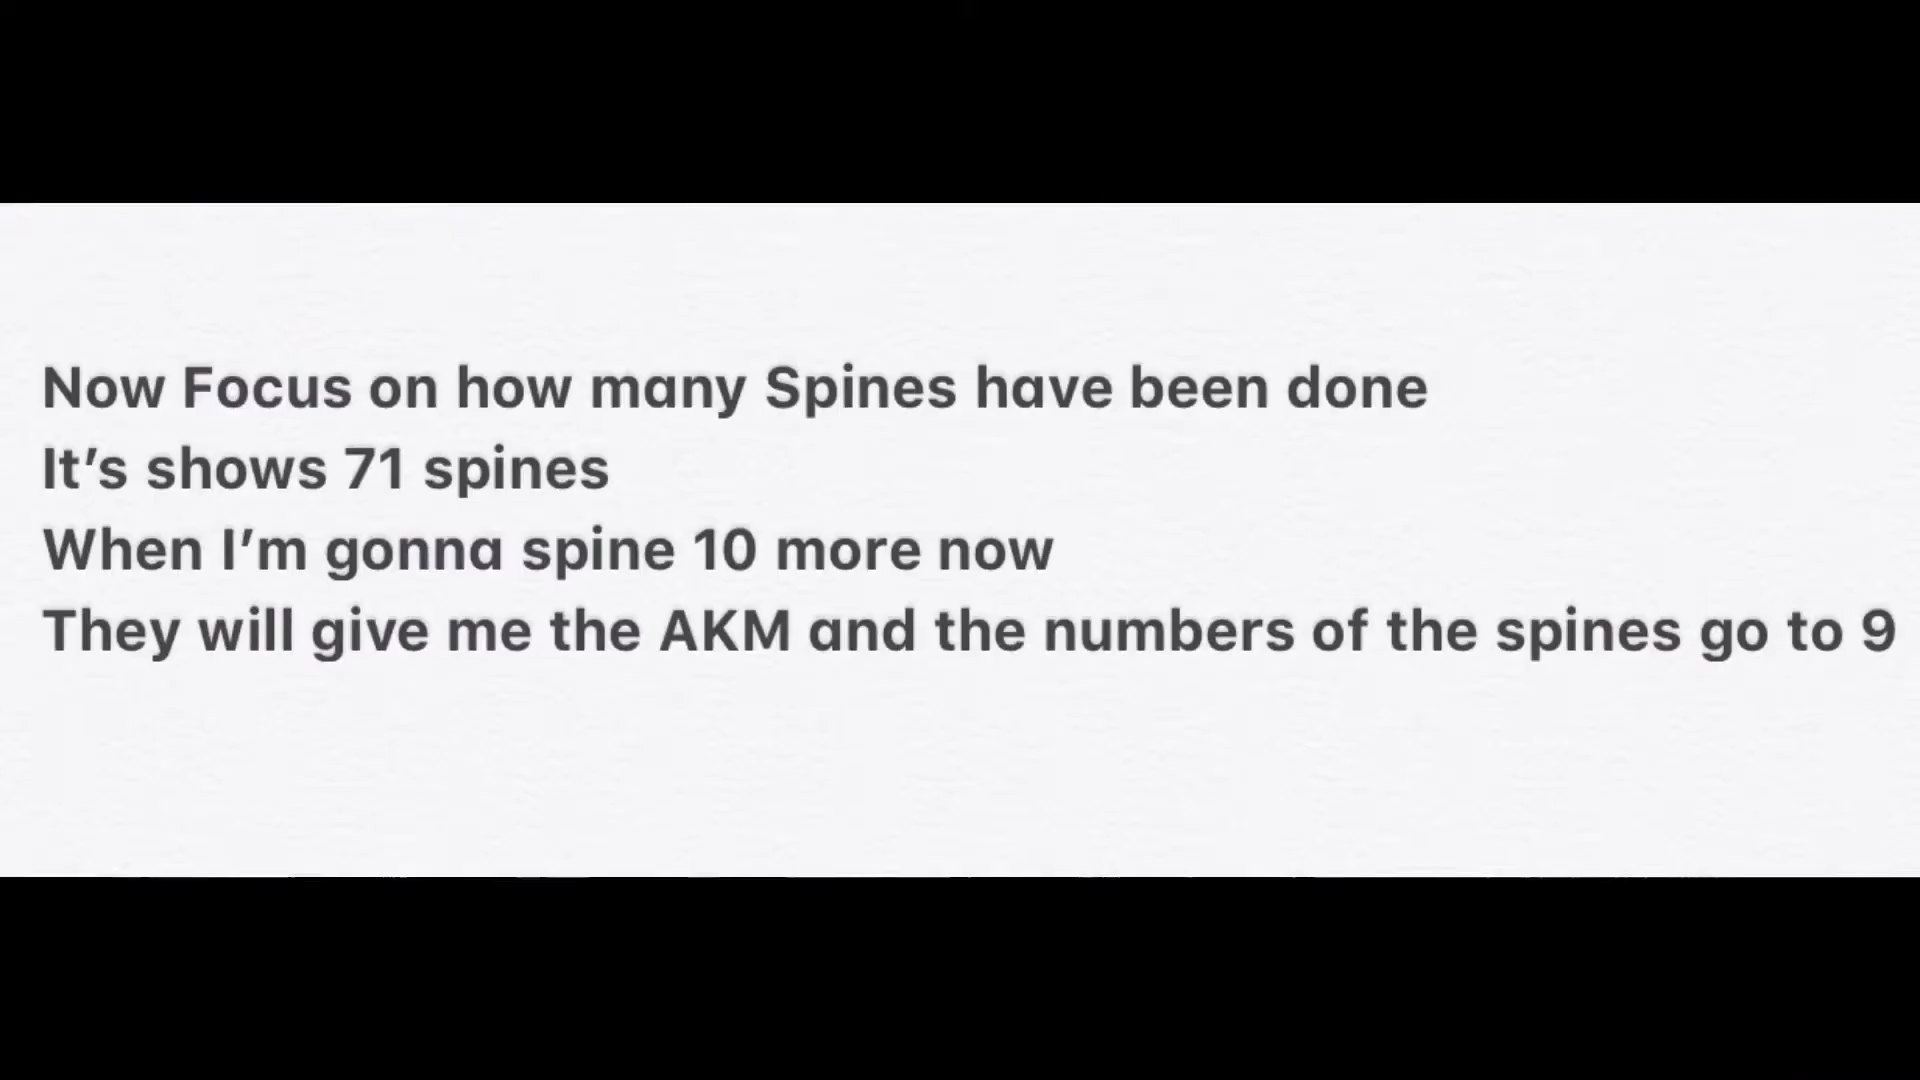 Now Focus on how many Spines have been done
It’s shows 71 spines
When I’m gonna spine 10 more now
They will give me the AKM and the numbers of the spines go to 9